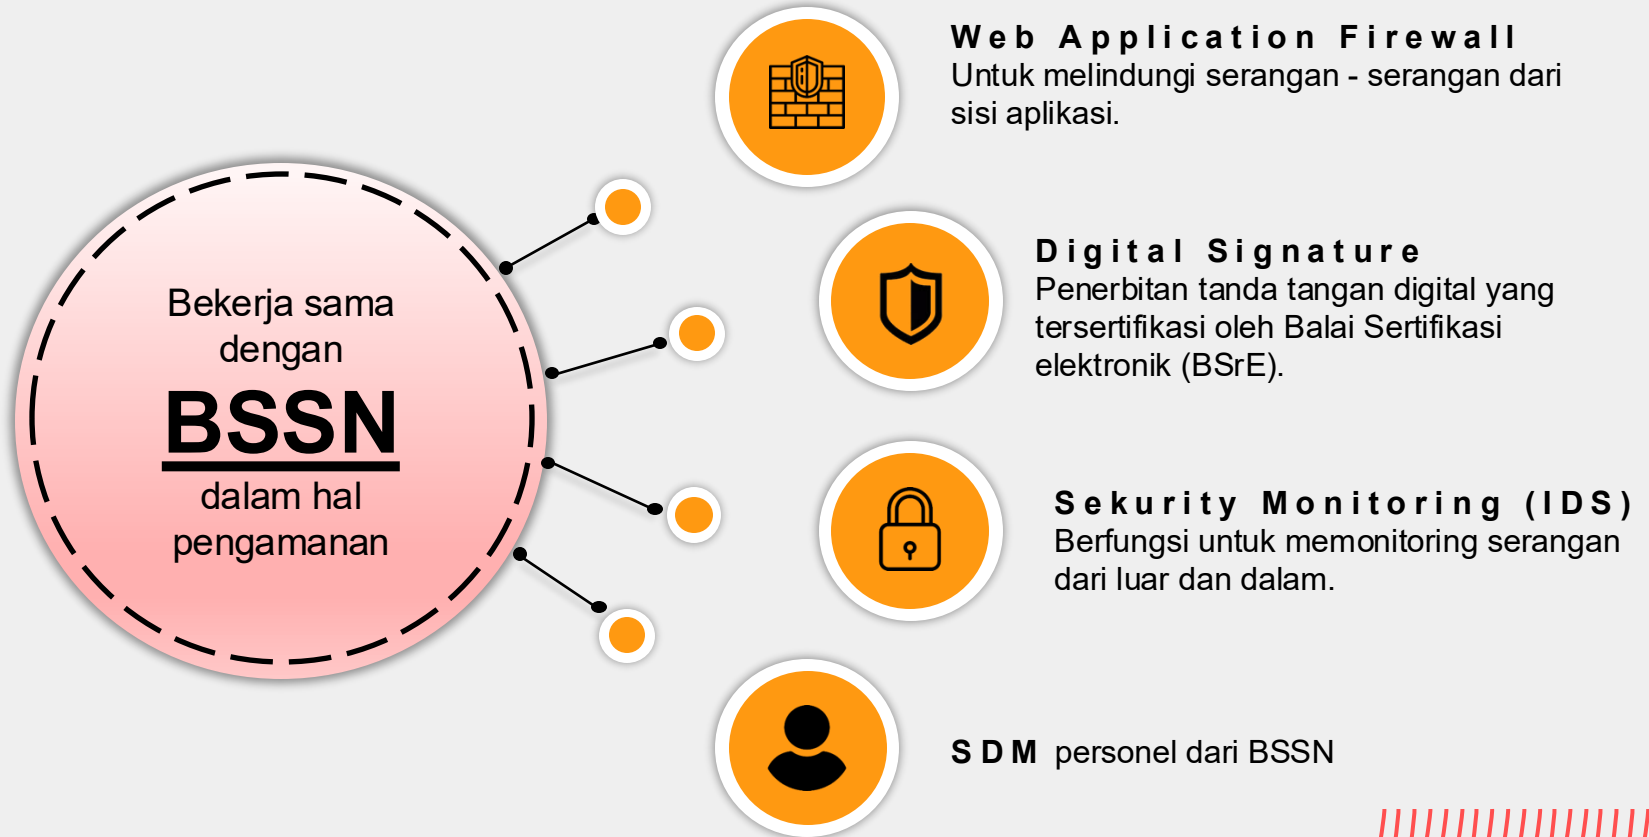 Bekerja sama
dengan
BSSN
dalam hal
pengamanan
Web Application Firewall
Untuk melindungi serangan - serangan dari
sisi aplikasi.
Digital Signature
Penerbitan tanda tangan digital yang
tersertifikasi oleh Balai Sertifikasi
elektronik (BSrE).
Sekurity Monitoring (IDS)
Berfungsi untuk memonitoring serangan
dari luar dan dalam.
SDM personel dari BSSN